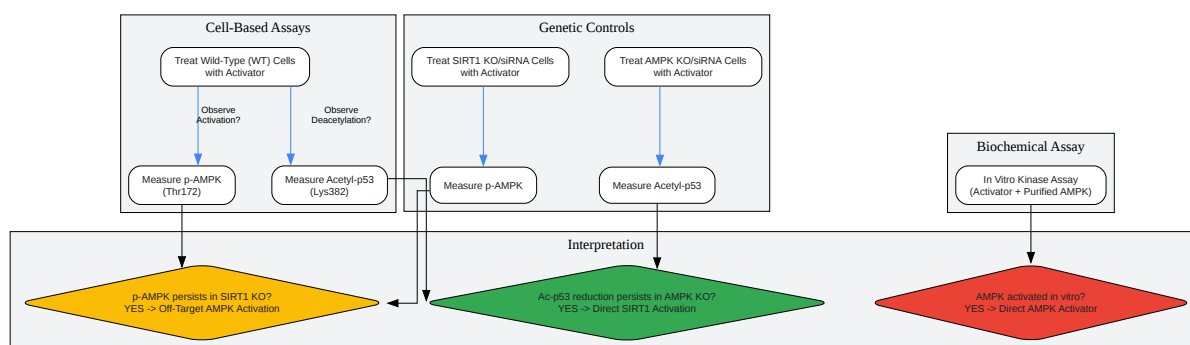 Cell-Based Assays
Treat Wild-Type (WT) Cells
with Activator
Observe
Activation?
Observe
Deacetylation?
Measure p-AMPK
(Thr172)
Measure Acetyl-p53
(Lys382)
Genetic Controls
Treat SIRT1 KO/siRNA Cells
with Activator
Treat AMPK KO/siRNA Cells
with Activator
Measure p-AMPK
Measure Acetyl-p53
Biochemical Assay
In Vitro Kinase Assay
(Activator + Purified AMPK)
Interpretation
p-AMPK persists in SIRT1 KO?
YES -> Off-Target AMPK Activation
Ac-p53 reduction persists in AMPK KO?
YES -> Direct SIRT1 Activation
AMPK activated in vitro?
YES -> Direct AMPK Activator